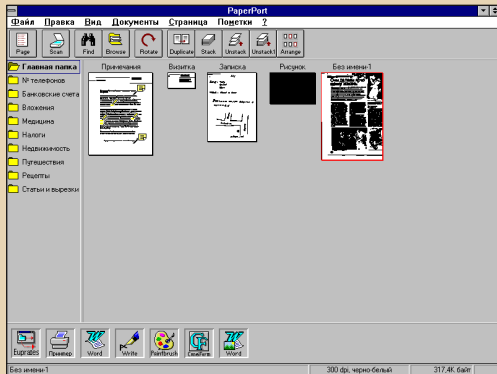 PaperPort
Файл Правка Вид Документы Страница Пометки ?
Page Scan Find Browse Rotate Duplicate Stack Unstack Unstack1 Arrange
Главная папка
№ телефонов
Банковские счета
Вложения
Медицина
Налоги
Недвижимость
Путешествия
Рецепты
Статьи и вырезки
Примечания Визитка Записка Рисунок Без имени-1
Euprates Принтер Word Write Paintbrush Word
Без имени-1 300 dpi, черно-белый 317,4K байт